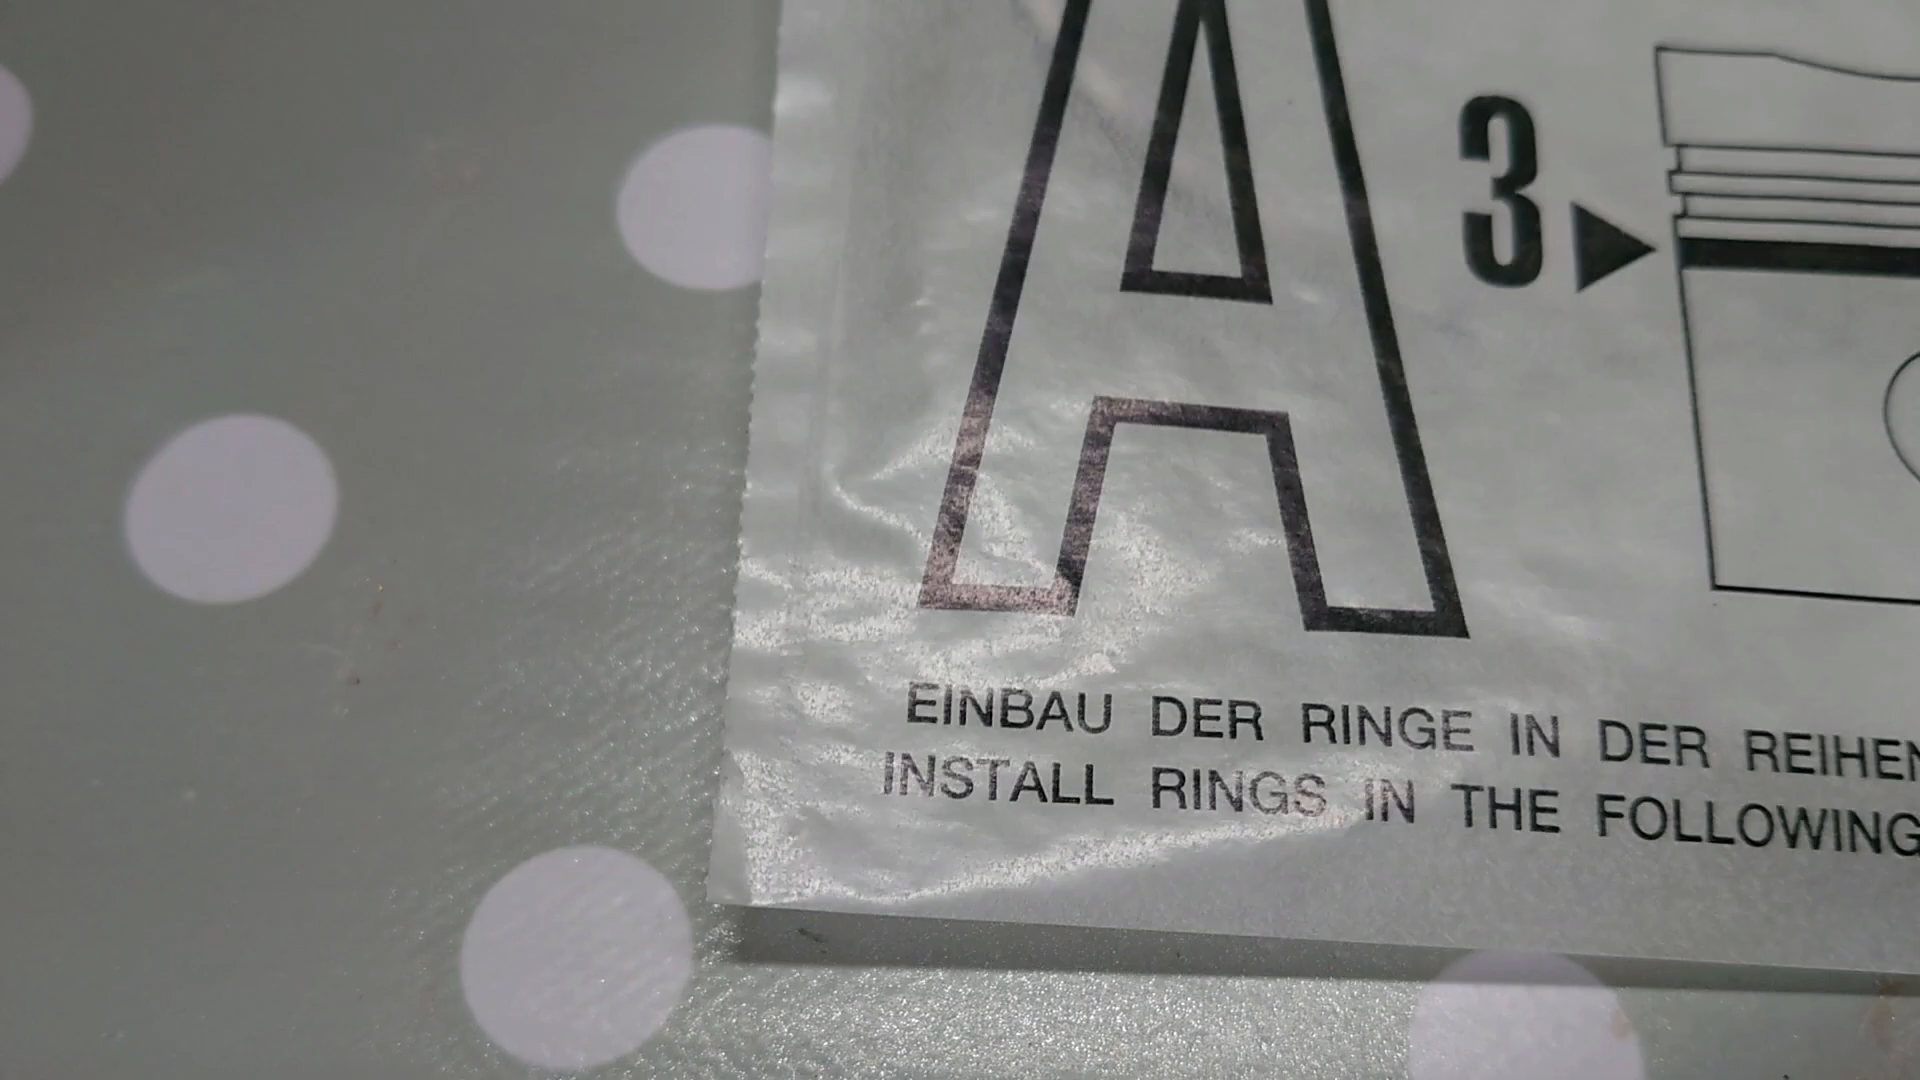 A
3
EINBAU DER RINGE IN DER REIHEN
INSTALL RINGS IN THE FOLLOWING